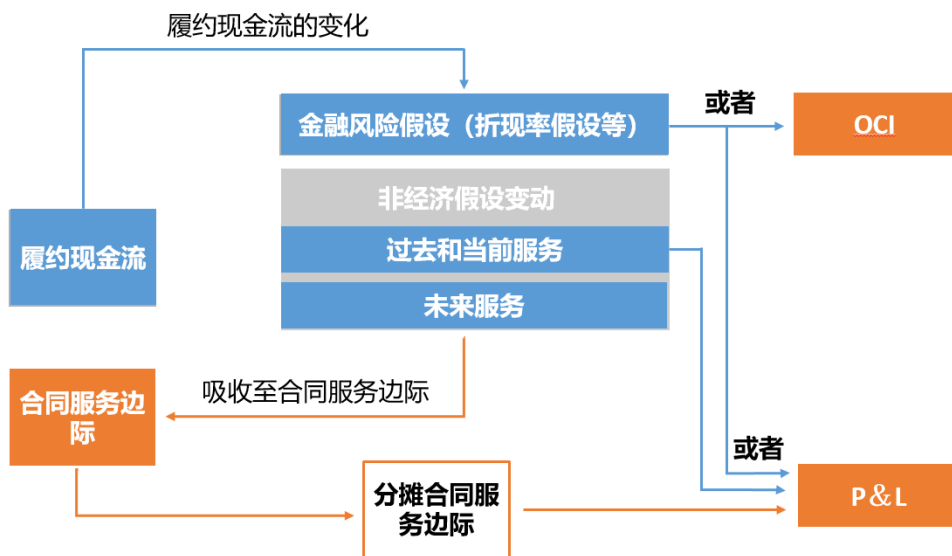 履约现金流的变化
金融风险假设（折现率假设等）
或者
OCI
非经济假设变动
过去和当前服务
未来服务
履约现金流
吸收至合同服务边际
合同服务边
际
或者
分摊合同服
务边际
P&L